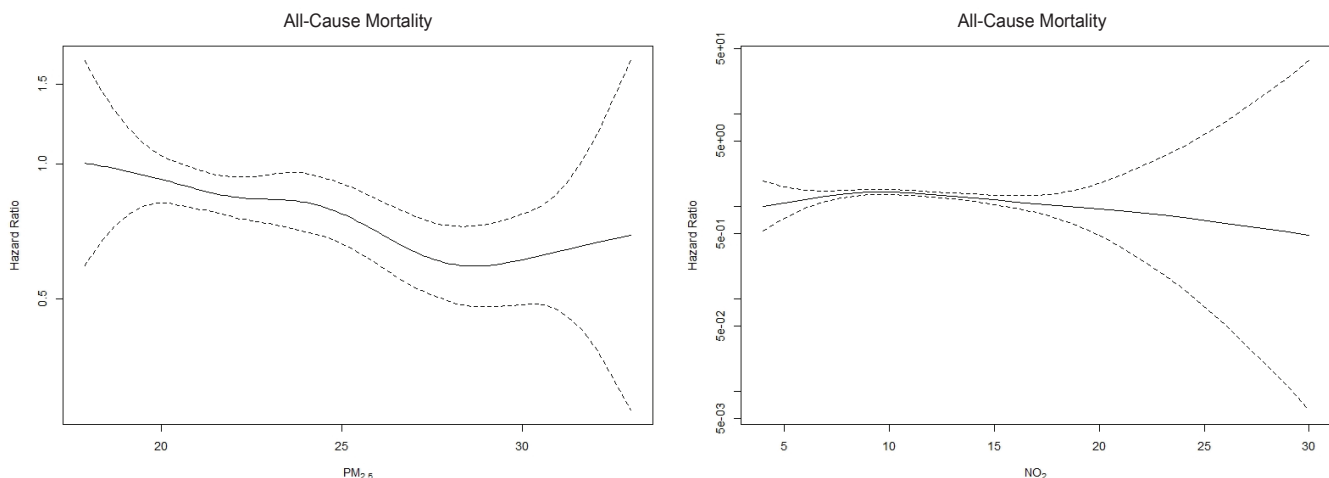 All-Cause Mortality
Hazard Ratio
1.5
1.0
0.5
20
25
30
PM2.5
All-Cause Mortality
Hazard Ratio
5e+01
5e+00
5e-01
5e-02
5e-03
5
10
15
20
25
30
NO2